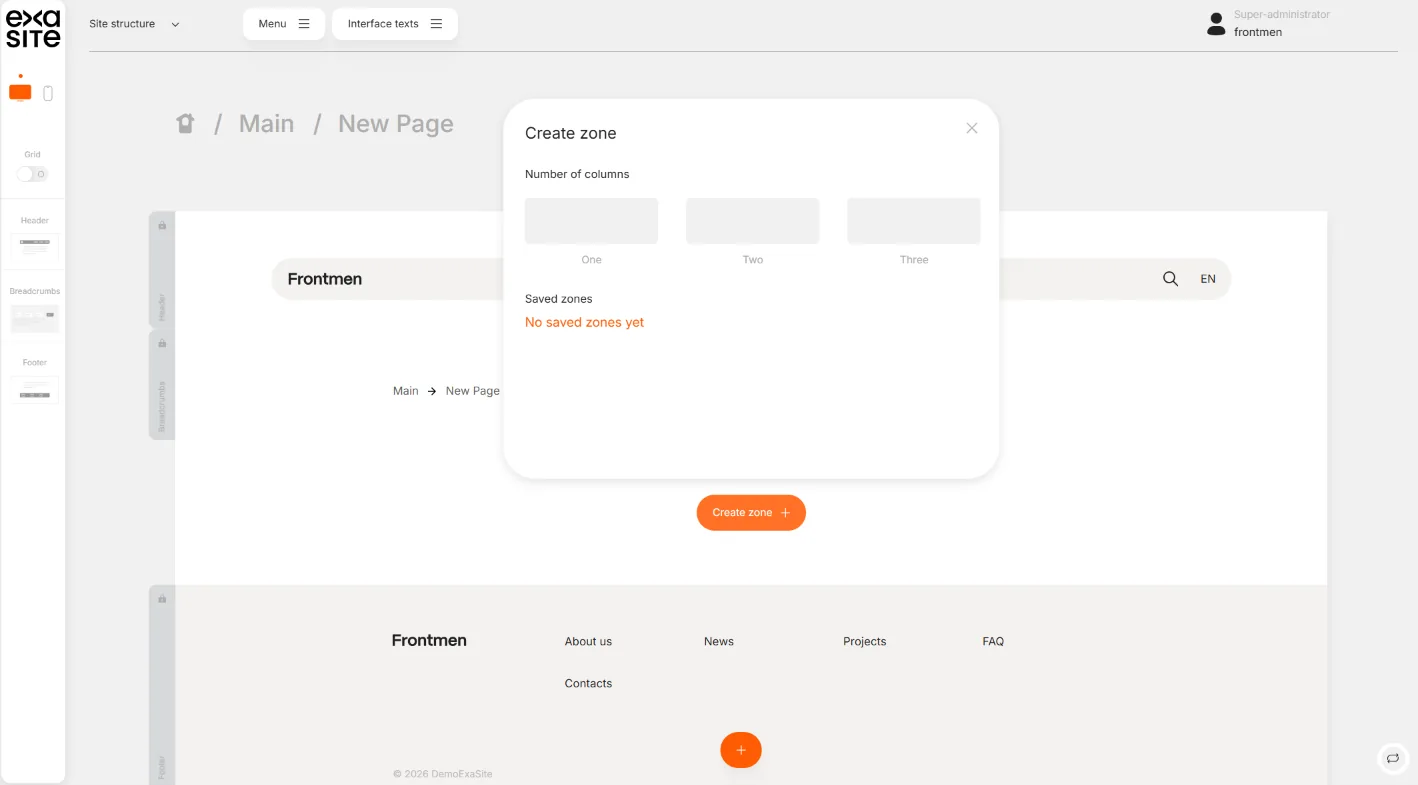 exa
SITE
Site structure
Menu
Interface texts
Super-administrator
frontmen
Main / New Page
Grid
Header
Breadcrumbs
Footer
Create zone
Number of columns
One
Two
Three
Saved zones
No saved zones yet
Header
Frontmen
EN
Breadcrumbs
Main → New Page
Create zone +
Footer
Frontmen
About us
News
Projects
FAQ
Contacts
© 2026 DemoExaSite